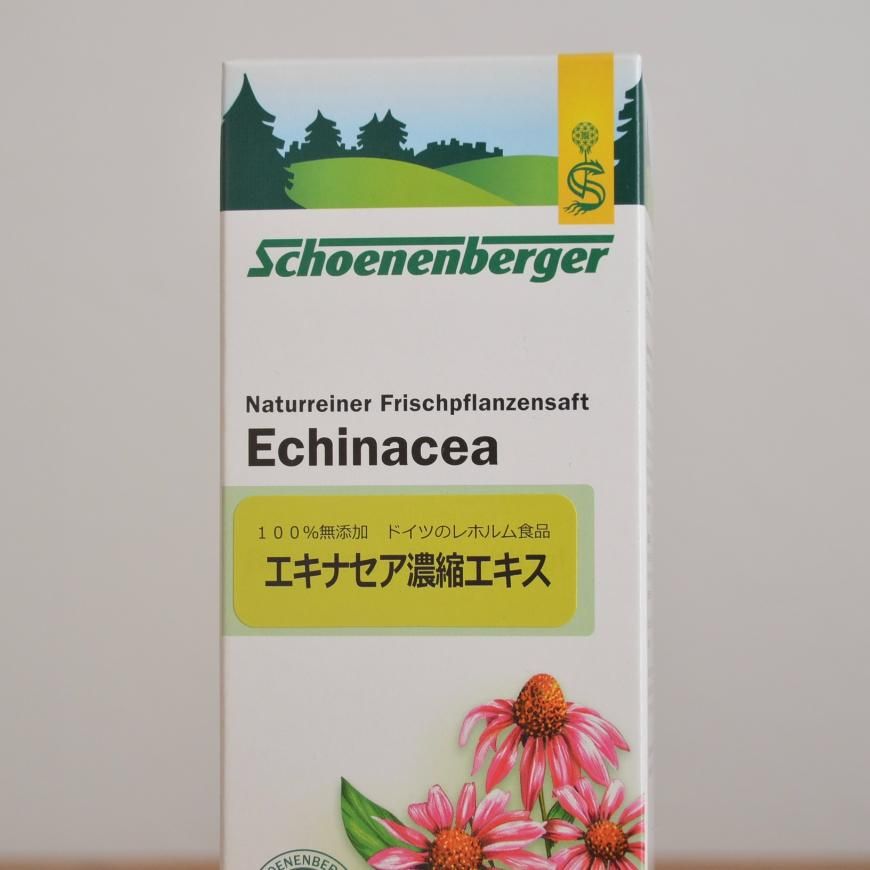 Schoenenberger
Naturreiner Frischpflanzensaft
Echinacea
100%無添加　ドイツのレホルム食品
エキナセア濃縮エキス